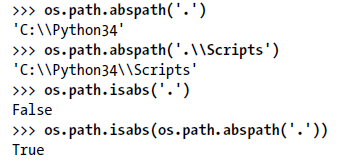 >>> os.path.abspath('.')
'C:\\Python34'
>>> os.path.abspath('.\\Scripts')
'C:\\Python34\\Scripts'
>>> os.path.isabs('.')
False
>>> os.path.isabs(os.path.abspath('.'))
True